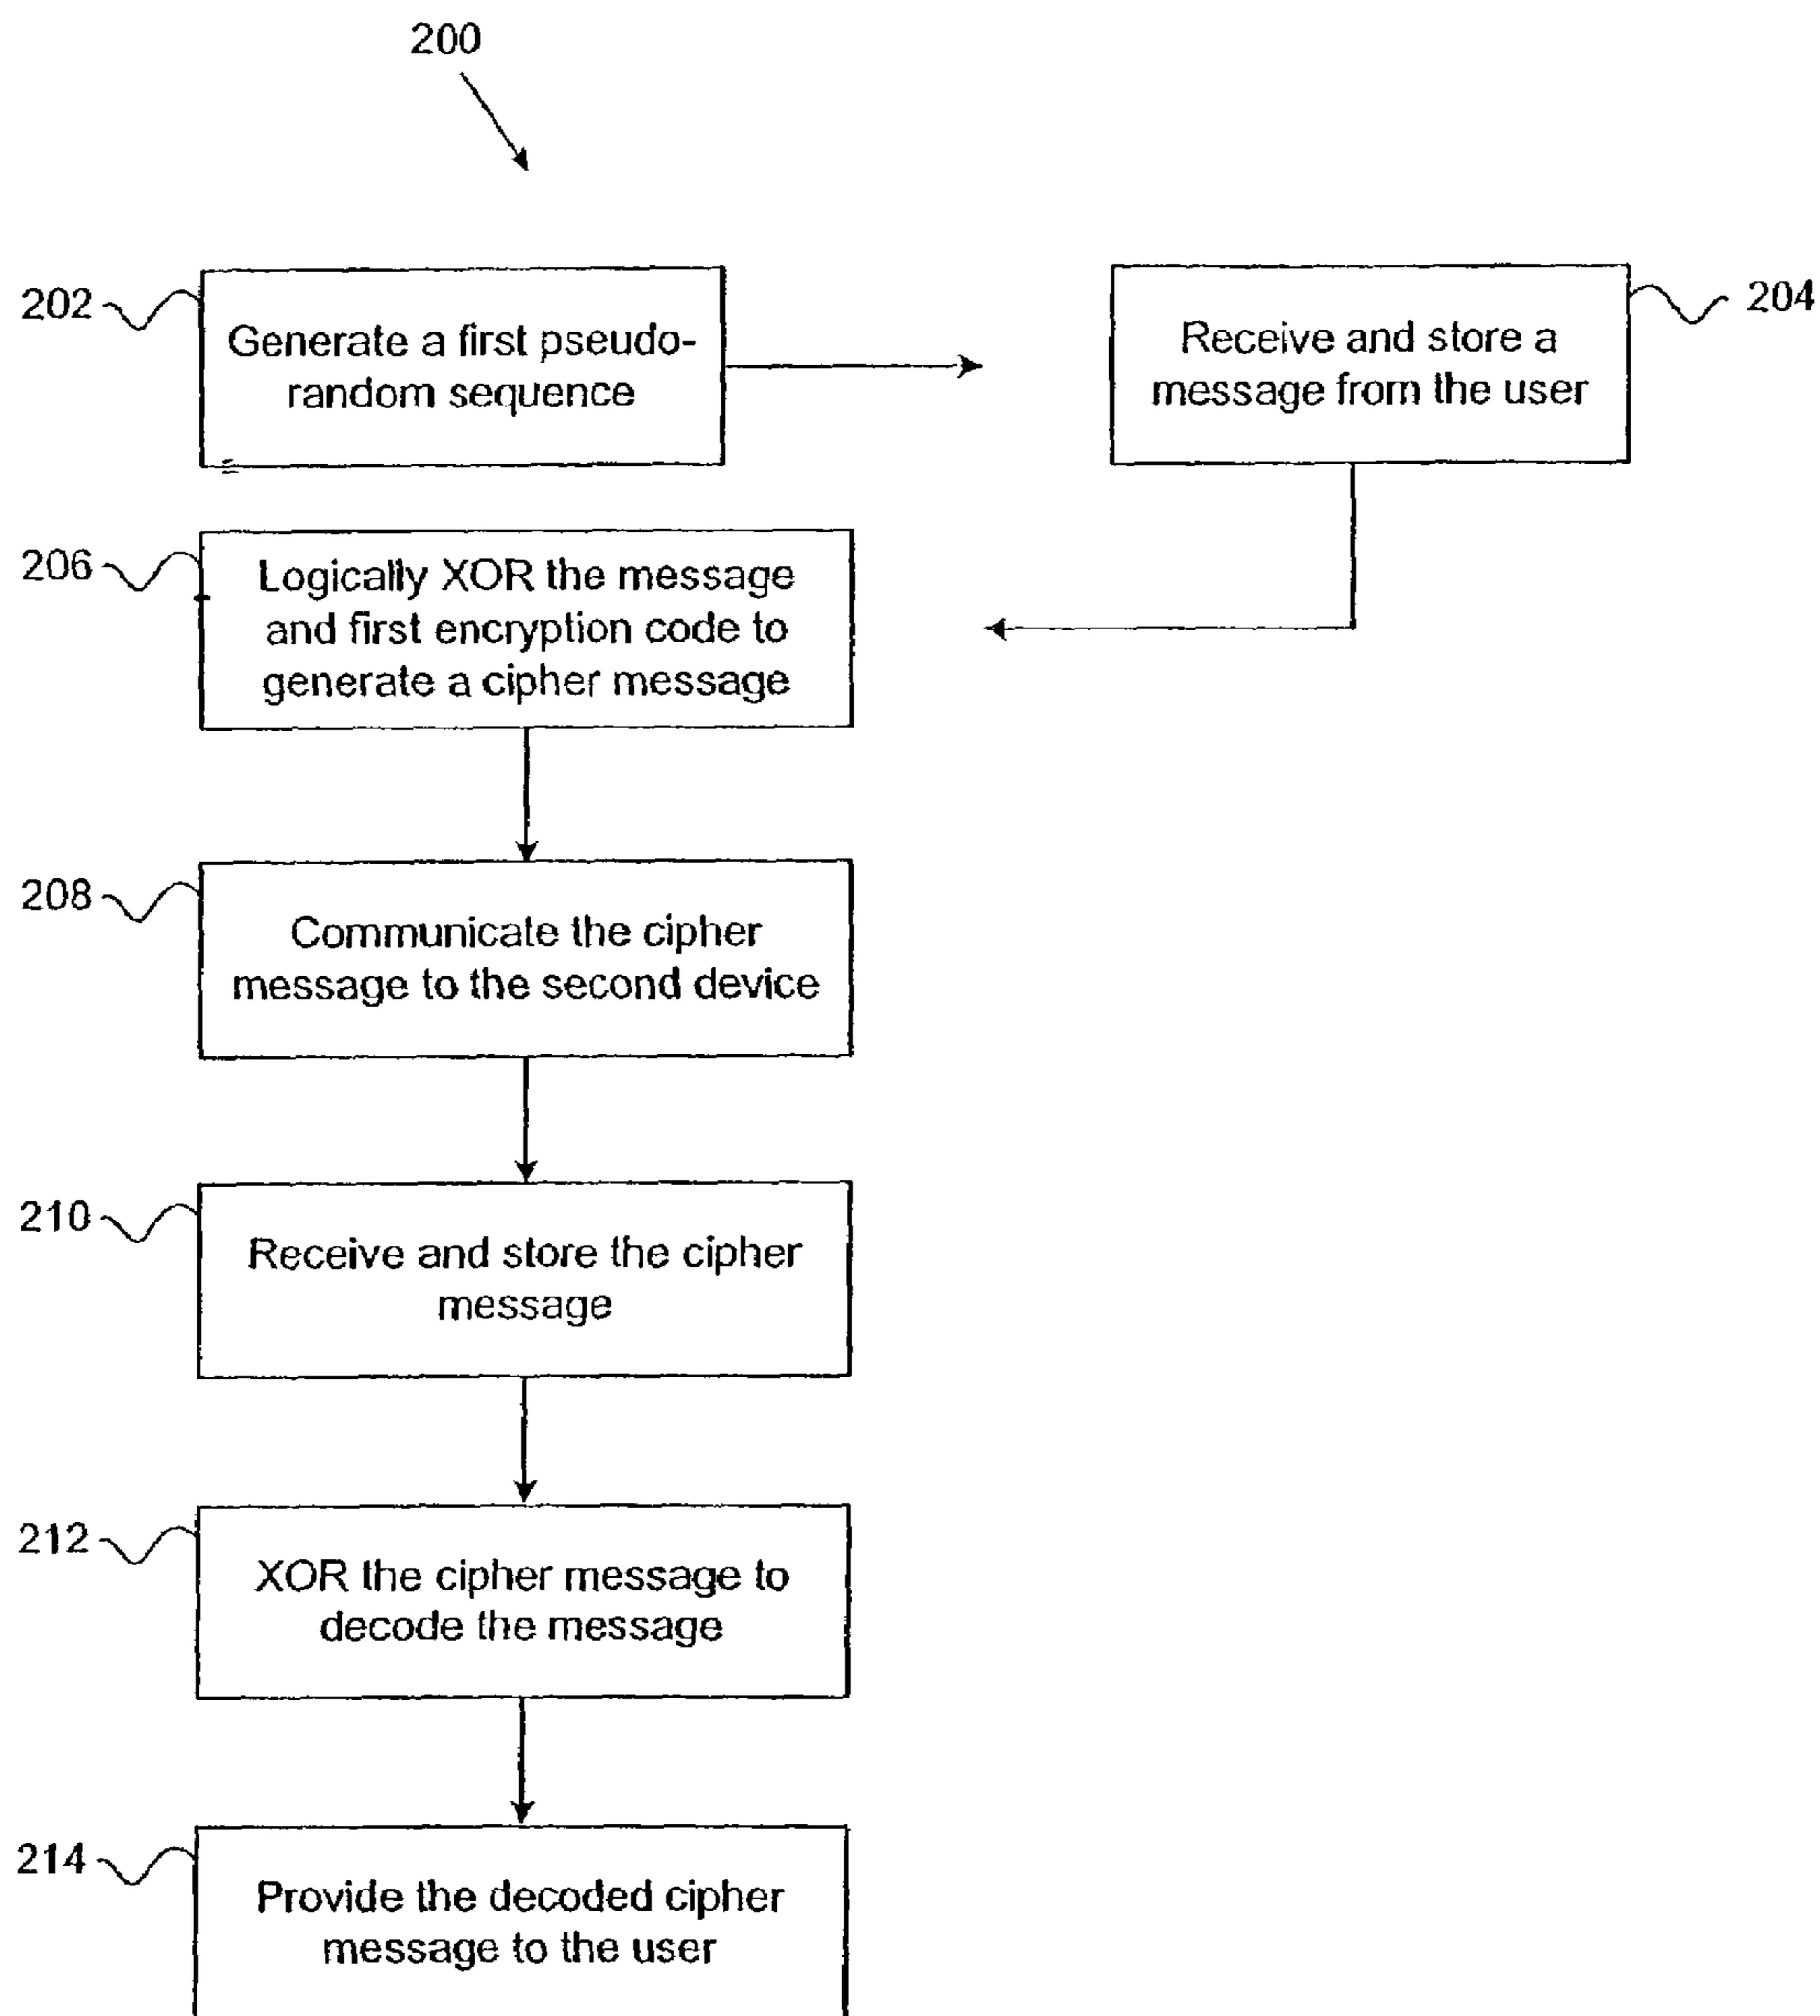 200
202
Generate a first pseudo-
random sequence
204
Receive and store a
message from the user
206
Logically XOR the message
and first encryption code to
generate a cipher message
208
Communicate the cipher
message to the second device
210
Receive and store the cipher
message
212
XOR the cipher message to
decode the message
214
Provide the decoded cipher
message to the user